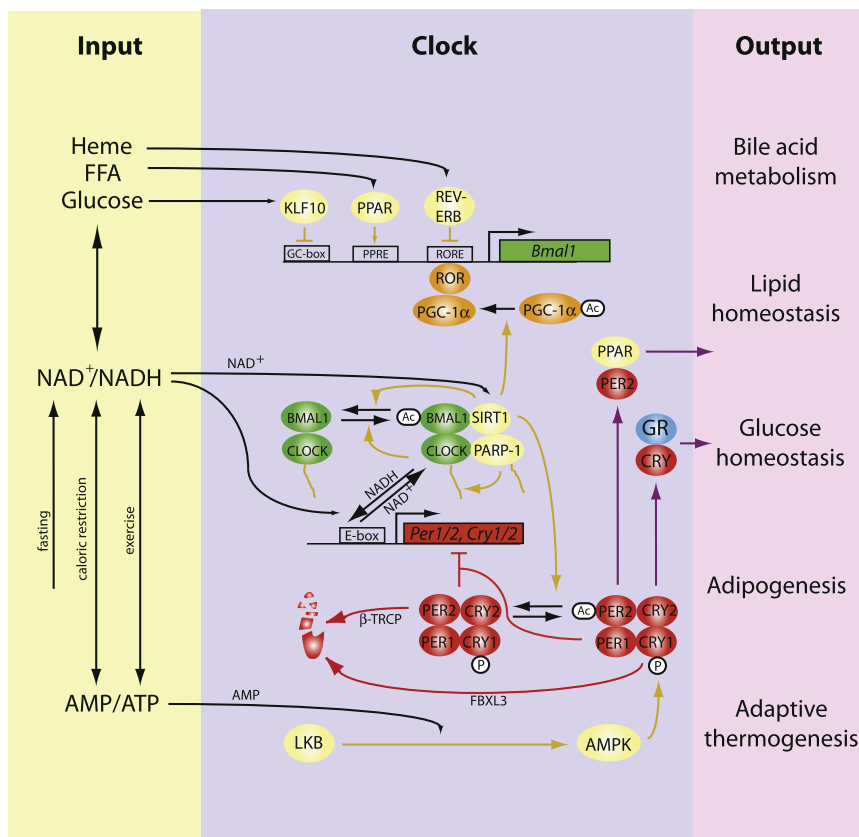 Input
Clock
Output
Heme
FFA
Glucose
KLF10
PPAR
REV-
ERB
GC-box
PPRE
RORE
Bmal1
ROR
PGC-1α
PGC-1α
Ac
Bile acid
metabolism
Lipid
homeostasis
PPAR
PER2
NAD+/NADH
NAD+
BMAL1
CLOCK
Ac
BMAL1
SIRT1
CLOCK
PARP-1
GR
CRY
Glucose
homeostasis
NADH
NAD+
E-box
Per1/2, Cry1/2
fasting
caloric restriction
exercise
Adipogenesis
β-TRCP
PER2
CRY2
PER1
CRY1
P
Ac
PER2
CRY2
PER1
CRY1
P
FBXL3
AMP/ATP
AMP
LKB
AMPK
Adaptive
thermogenesis